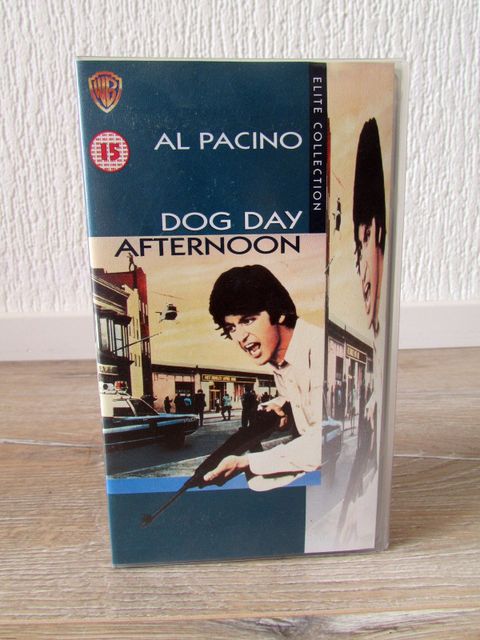 WB
15
ELITE COLLECTION
AL PACINO
DOG DAY
AFTERNOON